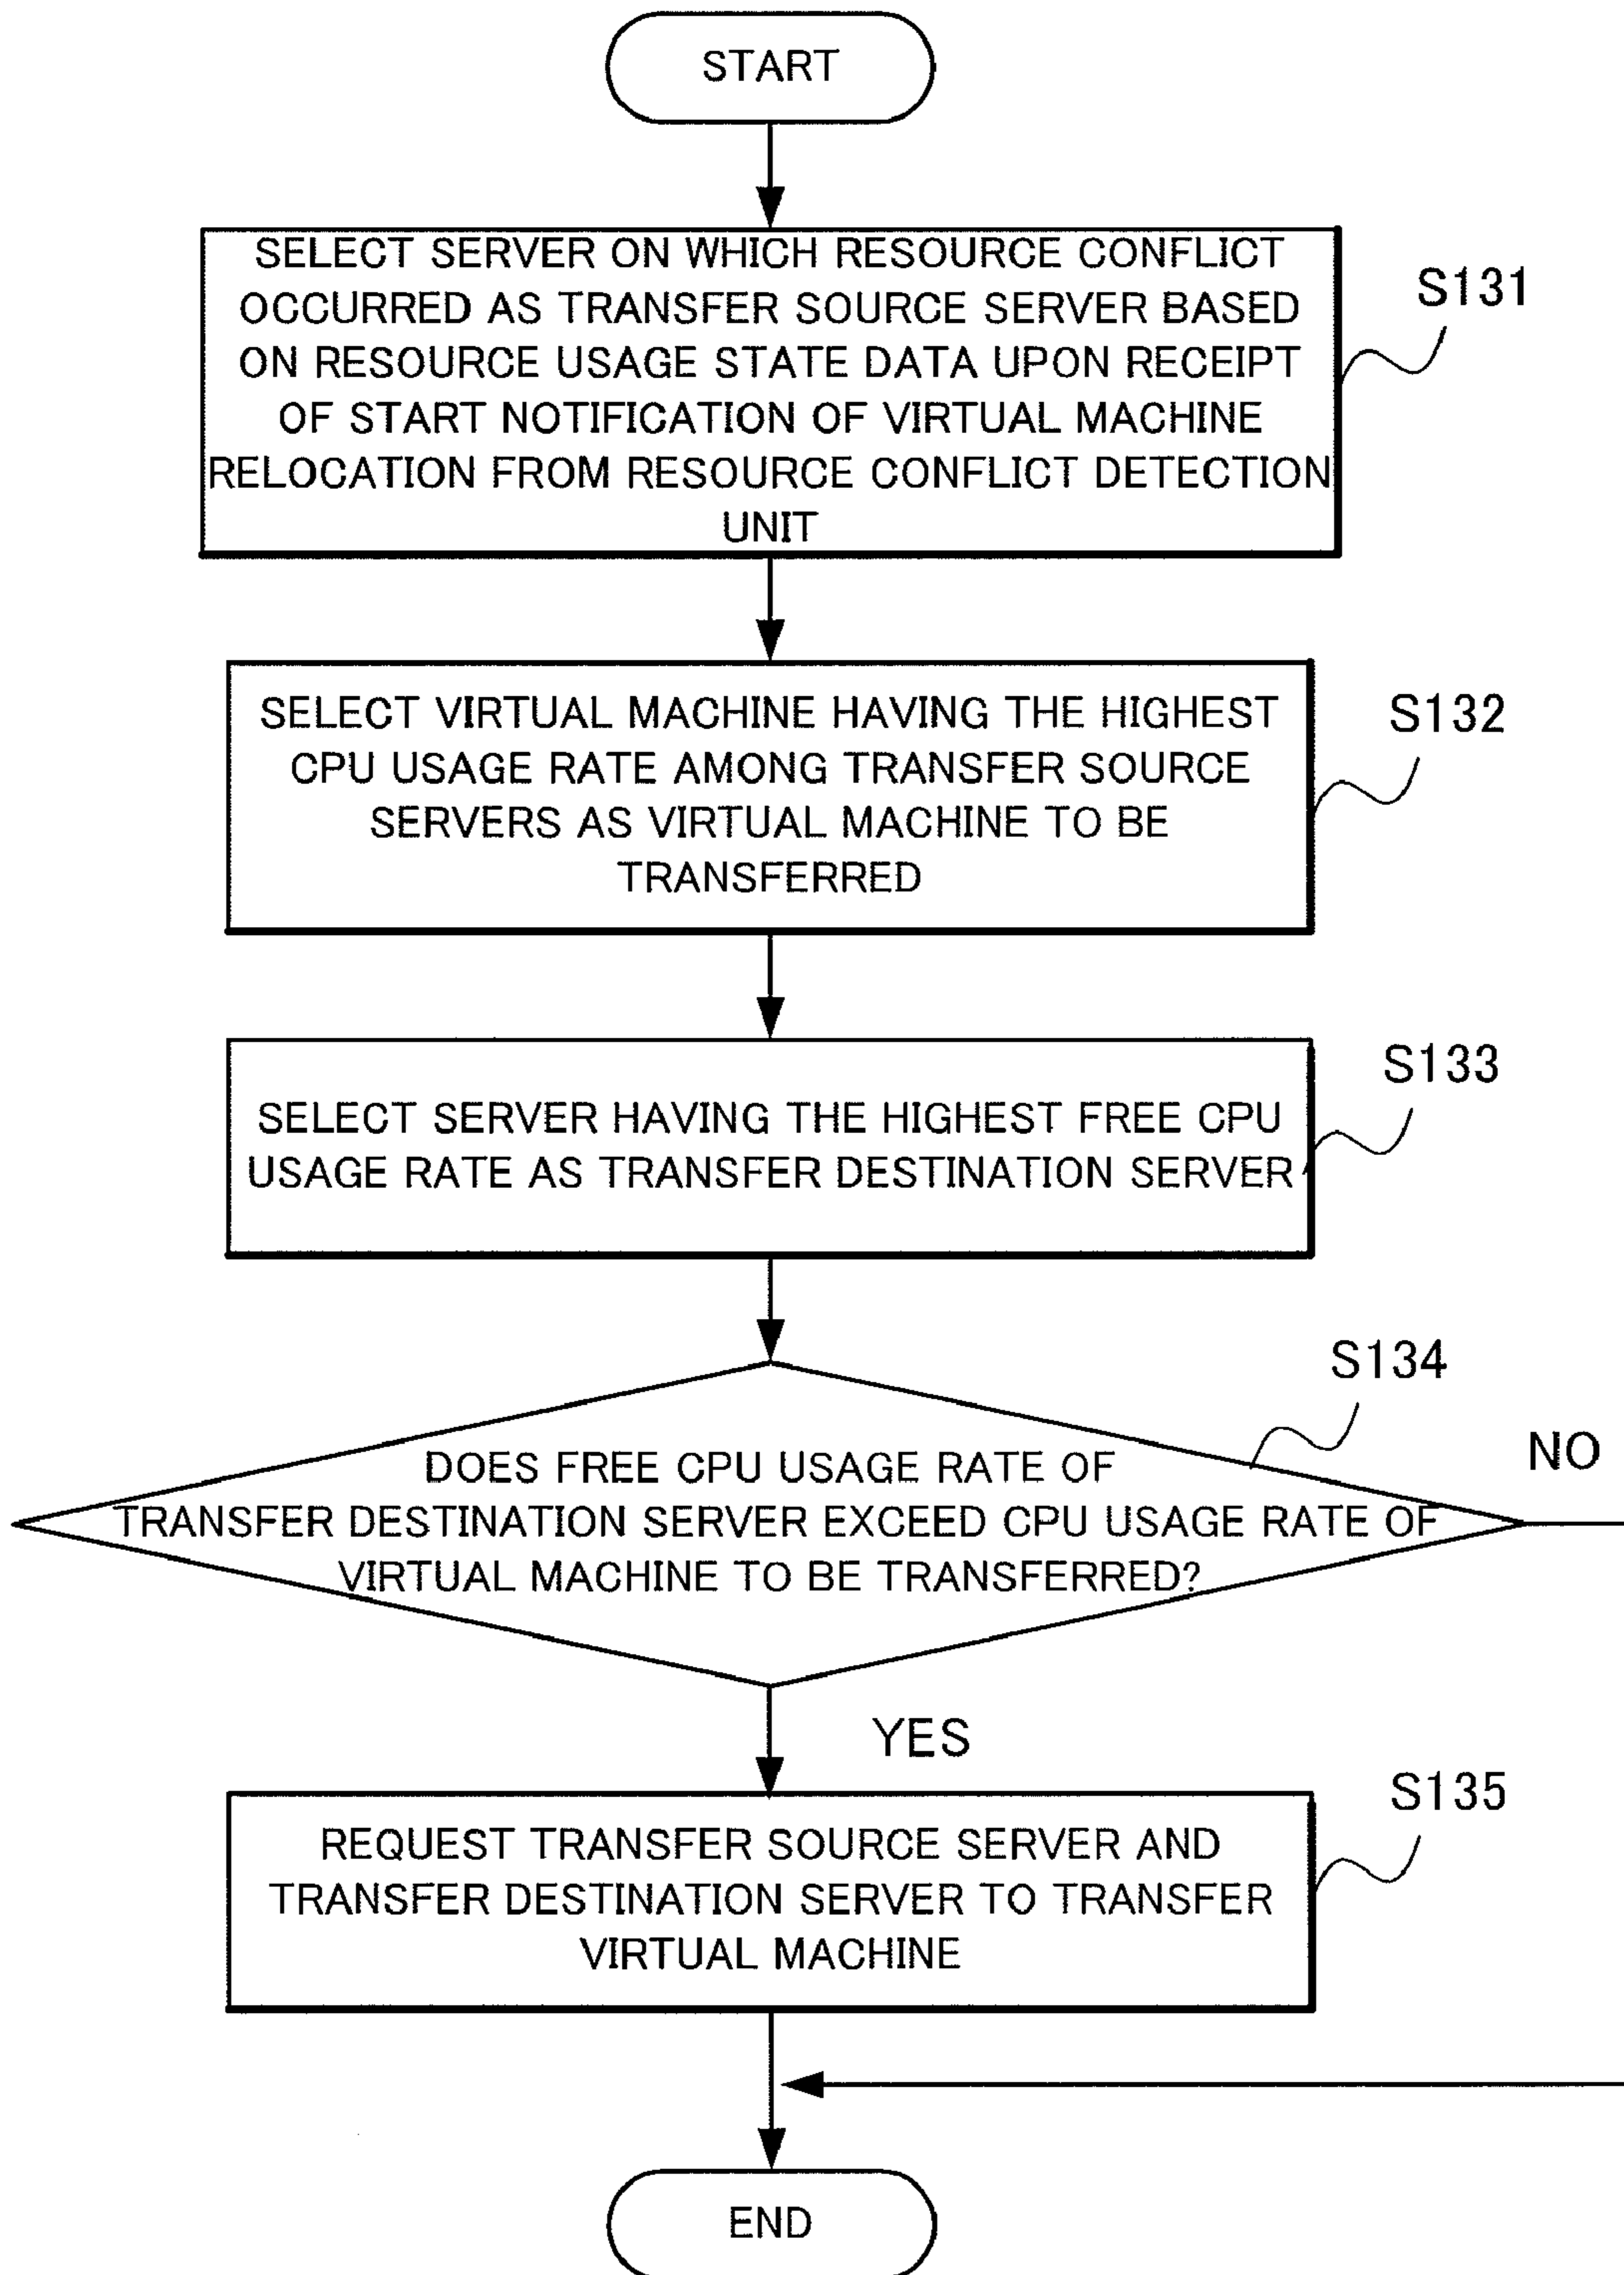 START
SELECT SERVER ON WHICH RESOURCE CONFLICT
OCCURRED AS TRANSFER SOURCE SERVER BASED
ON RESOURCE USAGE STATE DATA UPON RECEIPT
OF START NOTIFICATION OF VIRTUAL MACHINE
RELOCATION FROM RESOURCE CONFLICT DETECTION
UNIT
S131
SELECT VIRTUAL MACHINE HAVING THE HIGHEST
CPU USAGE RATE AMONG TRANSFER SOURCE
SERVERS AS VIRTUAL MACHINE TO BE
TRANSFERRED
S132
SELECT SERVER HAVING THE HIGHEST FREE CPU
USAGE RATE AS TRANSFER DESTINATION SERVER
S133
DOES FREE CPU USAGE RATE OF
TRANSFER DESTINATION SERVER EXCEED CPU USAGE RATE OF
VIRTUAL MACHINE TO BE TRANSFERRED?
S134
NO
YES
REQUEST TRANSFER SOURCE SERVER AND
TRANSFER DESTINATION SERVER TO TRANSFER
VIRTUAL MACHINE
S135
END